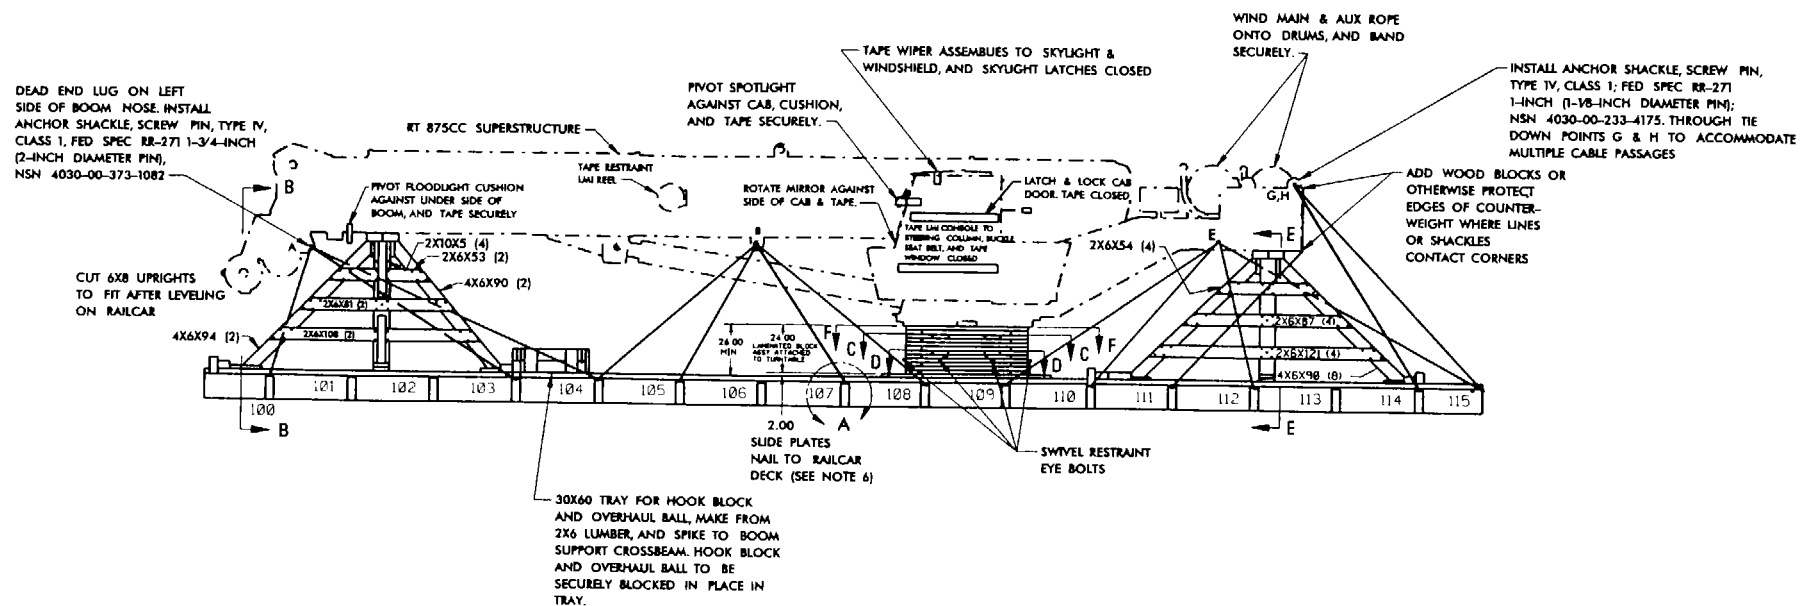 WIND MAIN & AUX ROPE
ONTO DRUMS, AND BAND
SECURELY.
TAPE WIPER ASSEMBUES TO SKYLIGHT &
WINDSHIELD, AND SKYLIGHT LATCHES CLOSED
INSTALL ANCHOR SHACKLE, SCREW PIN,
TYPE IV, CLASS 1; FED SPEC RR-271
1-INCH (1-1/8-INCH DIAMETER PIN);
NSN 4030-00-233-4175. THROUGH TIE
DOWN POINTS G & H TO ACCOMMODATE
MULTIPLE CABLE PASSAGES
DEAD END LUG ON LEFT
SIDE OF BOOM NOSE. INSTALL
ANCHOR SHACKLE, SCREW PIN, TYPE IV,
CLASS 1, FED SPEC RR-271 1-3/4-INCH
(2-INCH DIAMETER PIN),
NSN 4030-00-373-1082
PIVOT SPOTLIGHT
AGAINST CAB, CUSHION,
AND TAPE SECURELY.
RT 875CC SUPERSTRUCTURE
TAPE RESTRAINT
LMI REEL
B
PIVOT FLOODLIGHT CUSHION
AGAINST UNDER SIDE OF
BOOM, AND TAPE SECURELY
ROTATE MIRROR AGAINST
SIDE OF CAB & TAPE.
LATCH & LOCK CAB
DOOR. TAPE CLOSED
G,H
ADD WOOD BLOCKS OR
OTHERWISE PROTECT
EDGES OF COUNTER-
WEIGHT WHERE LINES
OR SHACKLES
CONTACT CORNERS
TAPE LMI CONSOLE TO
STEERING COLUMN, BUCKLE
SEAT BELT, AND TAPE
WINDOW CLOSED
A
B
E
E
2X10X5 (4)
2X6X53 (2)
4X6X90 (2)
2X6X54 (4)
CUT 6X8 UPRIGHTS
TO FIT AFTER LEVELING
ON RAILCAR
2X6X81 (2)
2X6X108 (2)
4X6X94 (2)
26.00
MIN
24.00
LAMINATED BLOCK
ASSY ATTACHED
TO TURNTABLE
F
C
D
D
C
F
2X6X87 (4)
2X6X121 (4)
4X6X90 (8)
100
101
102
103
104
105
106
107
108
109
110
111
112
113
114
115
B
A
E
2.00
SLIDE PLATES
NAIL TO RAILCAR
DECK (SEE NOTE 6)
SWIVEL RESTRAINT
EYE BOLTS
30X60 TRAY FOR HOOK BLOCK
AND OVERHAUL BALL, MAKE FROM
2X6 LUMBER, AND SPIKE TO BOOM
SUPPORT CROSSBEAM. HOOK BLOCK
AND OVERHAUL BALL TO BE
SECURELY BLOCKED IN PLACE IN
TRAY.